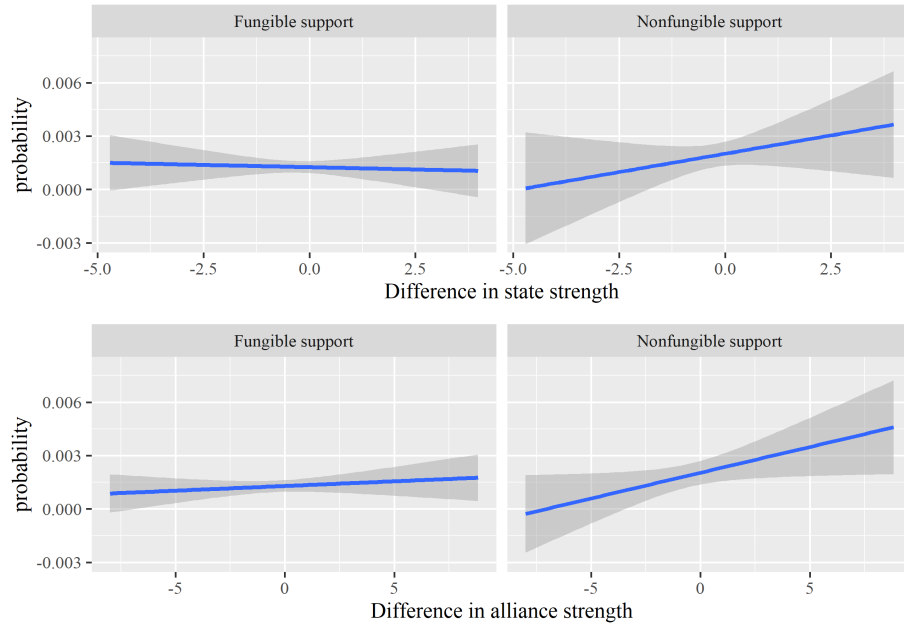 Fungible support Nonfungible support
probability
0.006
0.003
0.000
-0.003
-5.0 -2.5 0.0 2.5 -5.0 -2.5 0.0 2.5
Difference in state strength
Fungible support Nonfungible support
probability
0.006
0.003
0.000
-0.003
-5 0 5 -5 0 5
Difference in alliance strength